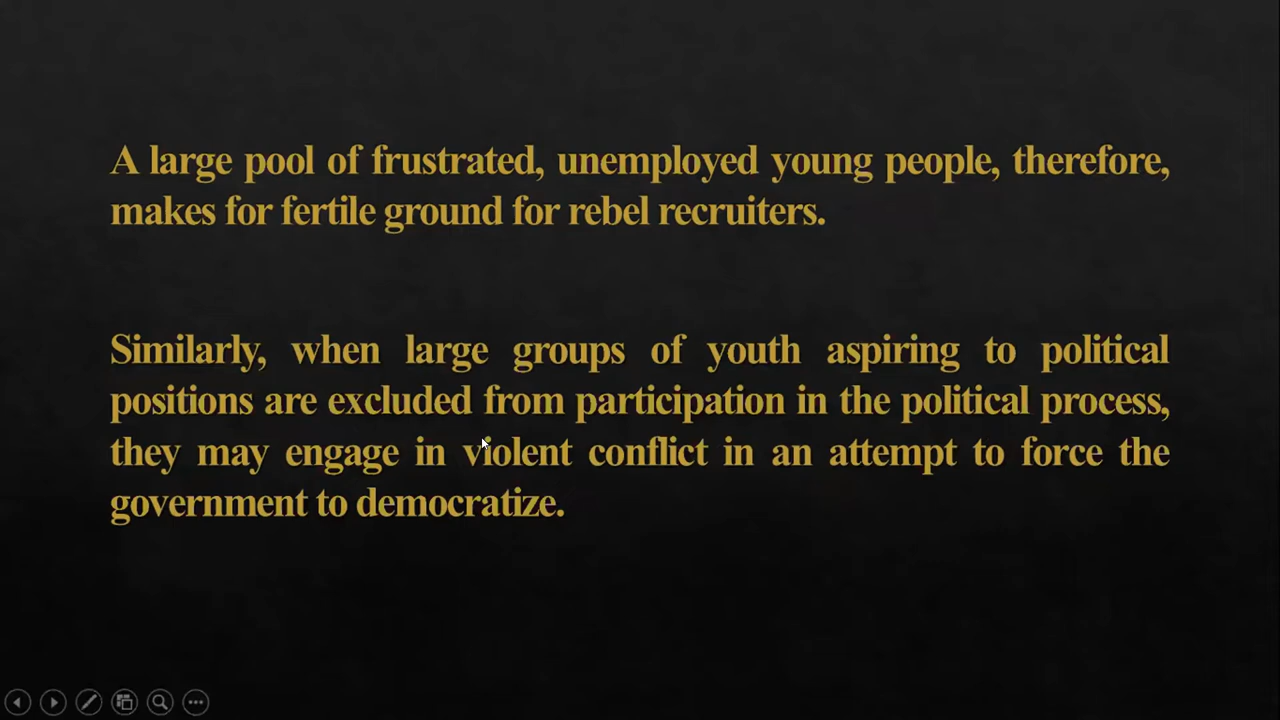 A large pool of frustrated, unemployed young people, therefore,
makes for fertile ground for rebel recruiters.
Similarly, when large groups of youth aspiring to political
positions are excluded from participation in the political process,
they may engage in violent conflict in an attempt to force the
government to democratize.